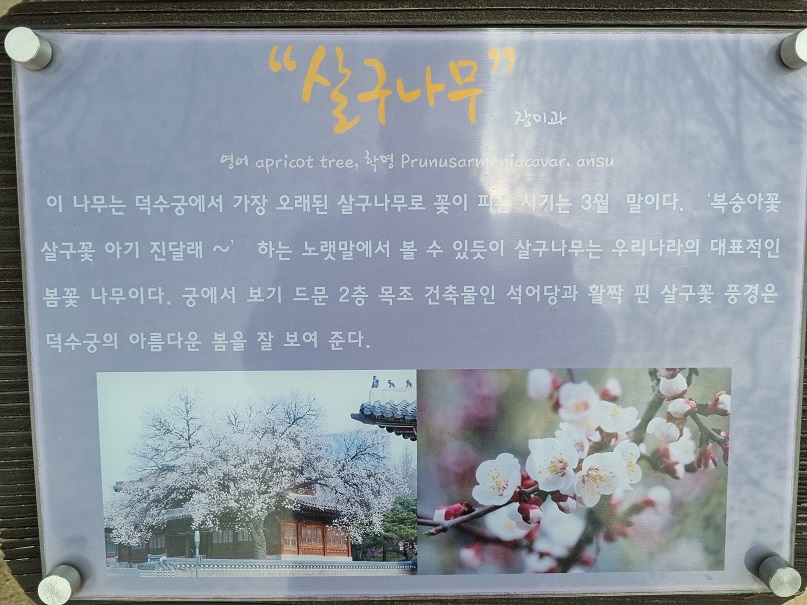 “살구나무” 장미과
영어 apricot tree, 학명 Prunusarmeniacavar. ansu
이 나무는 덕수궁에서 가장 오래된 살구나무로 꽃이 피는 시기는 3월 말이다. ‘복숭아꽃
살구꽃 아기 진달래 ~’ 하는 노랫말에서 볼 수 있듯이 살구나무는 우리나라의 대표적인
봄꽃 나무이다. 궁에서 보기 드문 2층 목조 건축물인 석어당과 활짝 핀 살구꽃 풍경은
덕수궁의 아름다운 봄을 잘 보여 준다.